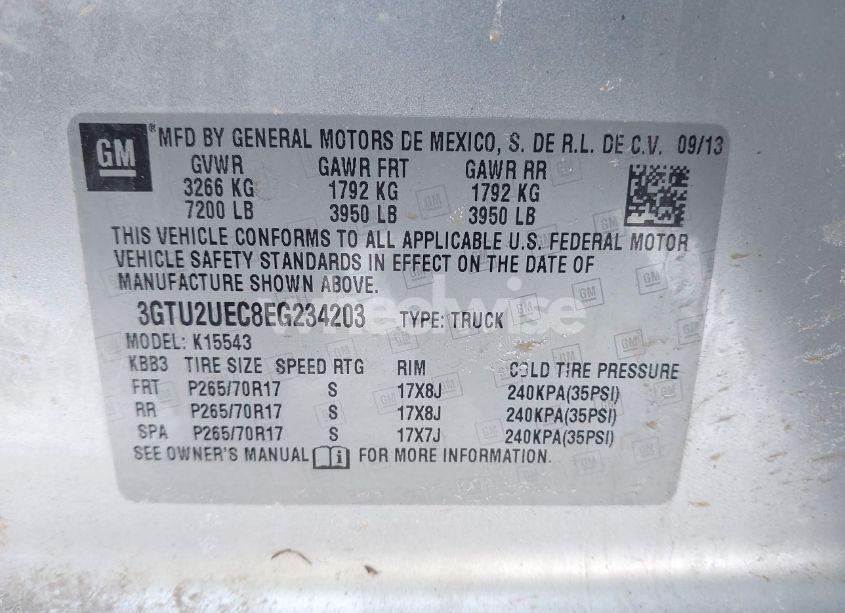 GM
® MFD BY GENERAL MOTORS DE MEXICO, S. DE R.L. DE C.V. 09/13
GVWR GAWR FRT GAWR RR
3266 KG 1792 KG 1792 KG
7200 LB 3950 LB 3950 LB
THIS VEHICLE CONFORMS TO ALL APPLICABLE U.S. FEDERAL MOTOR
VEHICLE SAFETY STANDARDS IN EFFECT ON THE DATE OF
MANUFACTURE SHOWN ABOVE.
3GTU2UEC8EG234203 TYPE: TRUCK
MODEL: K15543
KBB3 TIRE SIZE SPEED RTG RIM COLD TIRE PRESSURE
FRT P265/70R17 S 17X8J 240KPA(35PSI)
RR P265/70R17 S 17X8J 240KPA(35PSI)
SPA P265/70R17 S 17X7J 240KPA(35PSI)
SEE OWNER'S MANUAL i FOR MORE INFORMATION.